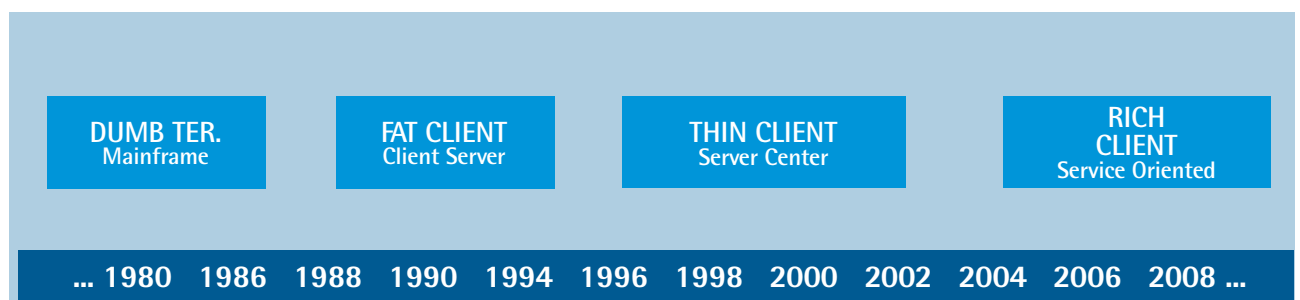 DUMB TER.
Mainframe
FAT CLIENT
Client Server
THIN CLIENT
Server Center
RICH
CLIENT
Service Oriented
... 1980 1986 1988 1990 1994 1996 1998 2000 2002 2004 2006 2008 ...